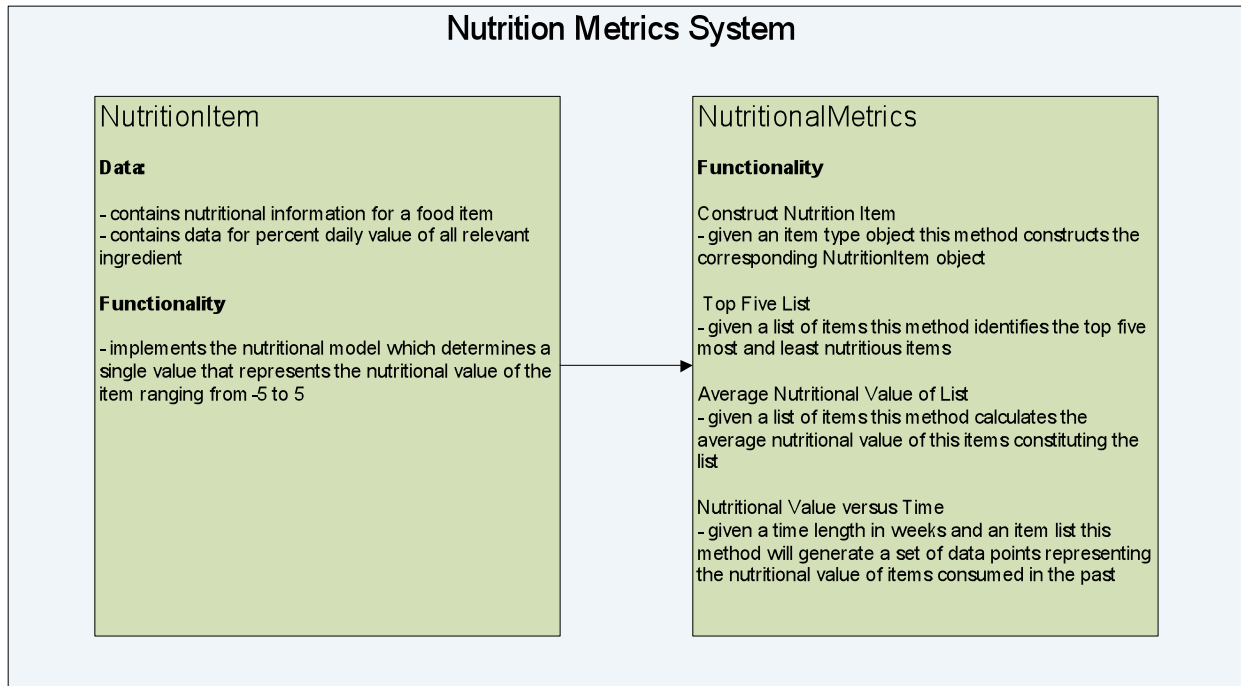 Nutrition Metrics System
NutritionItem
Data:
- contains nutritional information for a food item
- contains data for percent daily value of all relevant
ingredient
Functionality
- implements the nutritional model which determines a
single value that represents the nutritional value of the
item ranging from -5 to 5
NutritionalMetrics
Functionality
Construct Nutrition Item
- given an item type object this method constructs the
corresponding NutritionItem object
Top Five List
- given a list of items this method identifies the top five
most and least nutritious items
Average Nutritional Value of List
- given a list of items this method calculates the
average nutritional value of this items constituting the
list
Nutritional Value versus Time
- given a time length in weeks and an item list this
method will generate a set of data points representing
the nutritional value of items consumed in the past